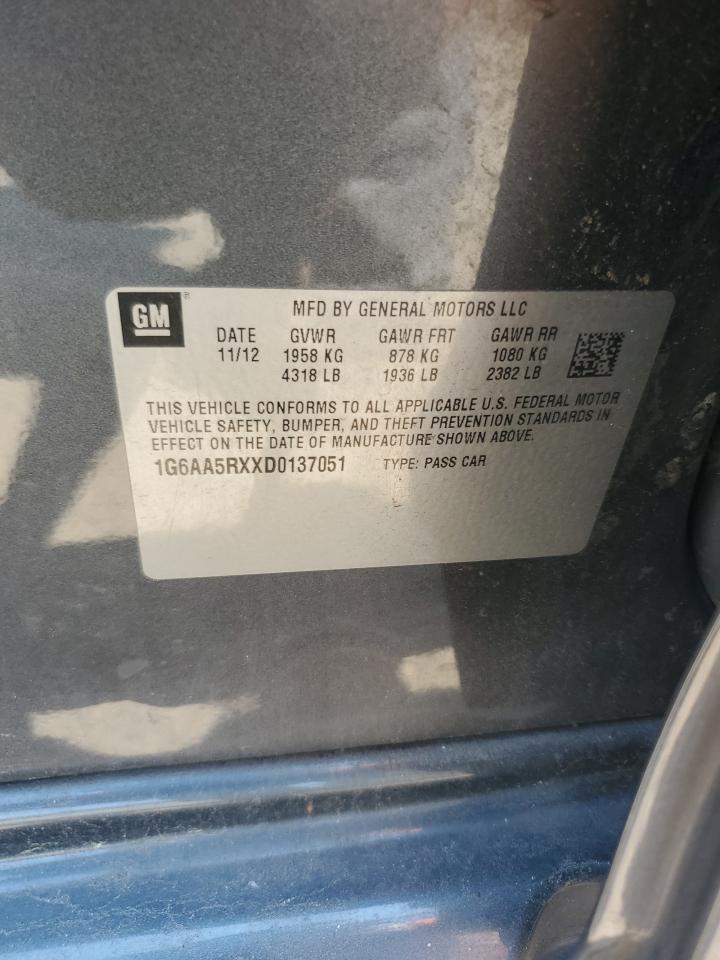 GM®
MFD BY GENERAL MOTORS LLC
DATE GVWR GAWR FRT GAWR RR
11/12 1958 KG 878 KG 1080 KG
4318 LB 1936 LB 2382 LB
THIS VEHICLE CONFORMS TO ALL APPLICABLE U.S. FEDERAL MOTOR
VEHICLE SAFETY, BUMPER, AND THEFT PREVENTION STANDARDS IN
EFFECT ON THE DATE OF MANUFACTURE SHOWN ABOVE.
1G6AA5RXXD0137051 TYPE: PASS CAR